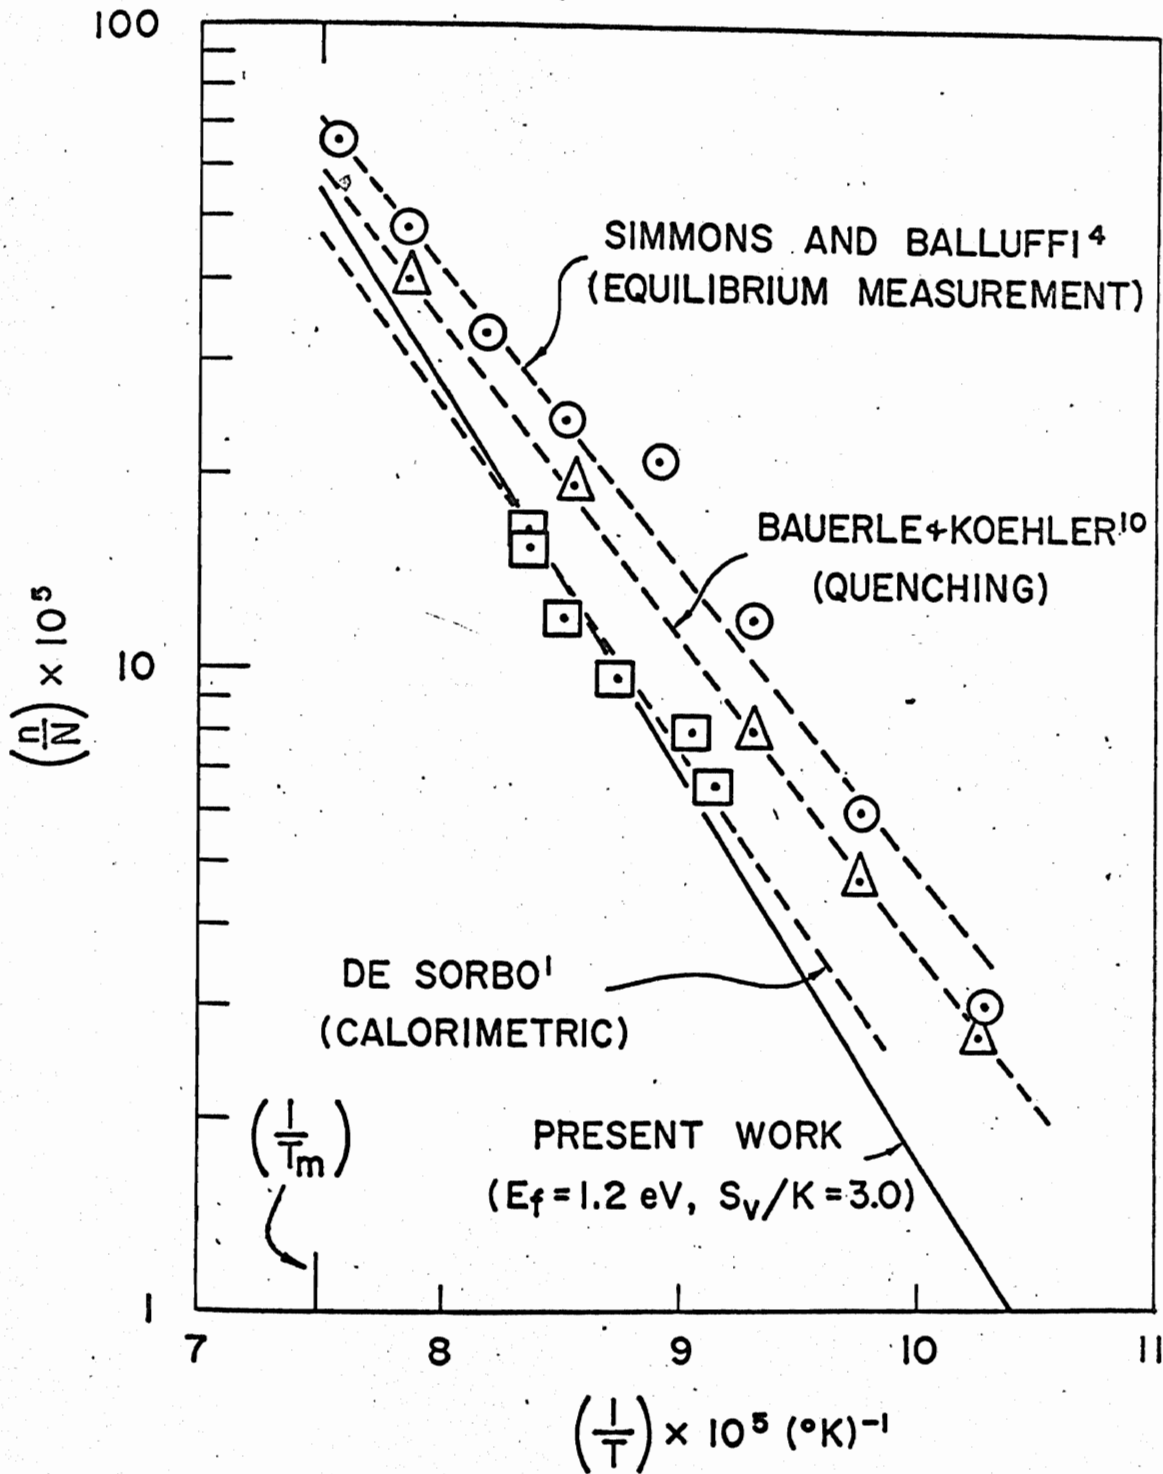 100
SIMMONS AND BALLUFFI⁴
(EQUILIBRIUM MEASUREMENT)
BAUERLE + KOEHLER¹⁰
(QUENCHING)
(n/N) × 10⁵
10
DE SORBO¹
(CALORIMETRIC)
(1/Tm)
PRESENT WORK
(Ef = 1.2 eV, Sv/K = 3.0)
1
7 8 9 10 11
(1/T) × 10⁵ (°K)⁻¹